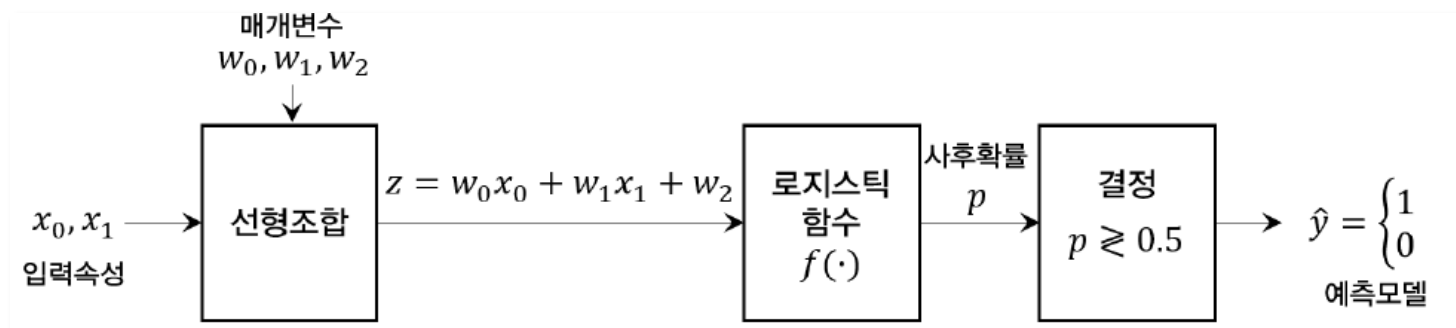 매개변수
w₀, w₁, w₂
x₀, x₁
입력속성
선형조합
z = w₀x₀ + w₁x₁ + w₂
로지스틱
함수
f(·)
사후확률
p
결정
p ≷ 0.5
ŷ = {1
0
예측모델